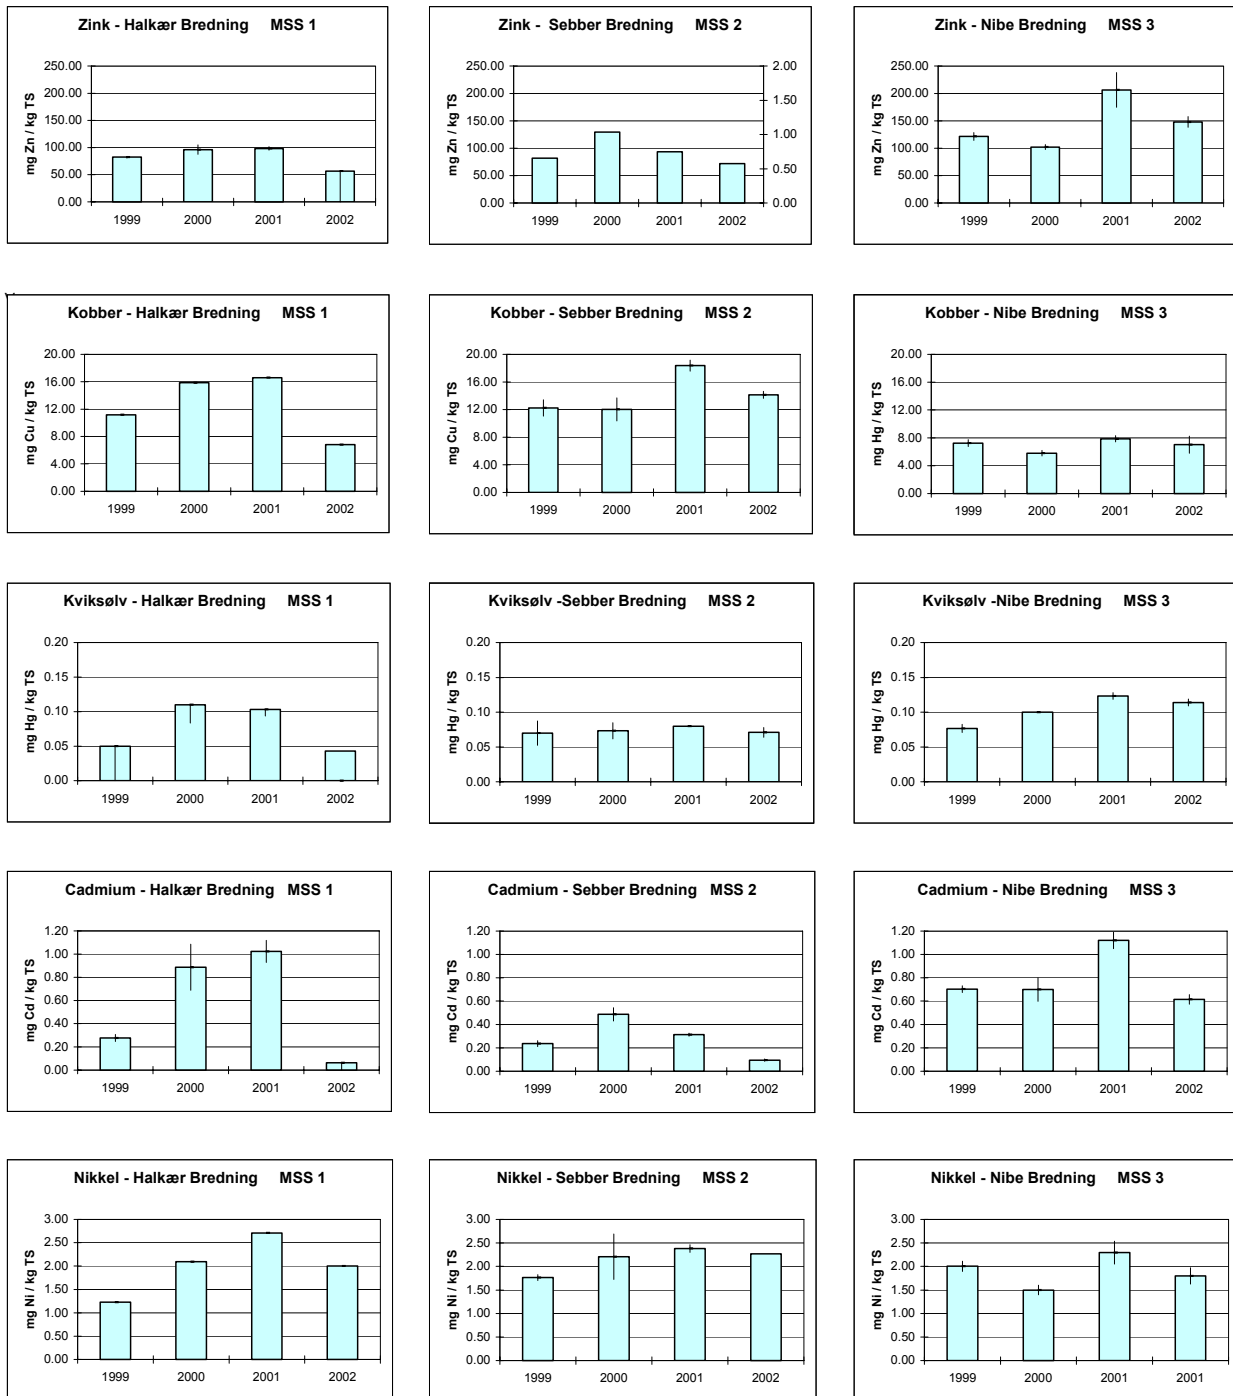 Zink - Halkær Bredning MSS 1
mg Zn / kg TS
250.00
200.00
150.00
100.00
50.00
0.00
1999 2000 2001 2002
Zink - Sebber Bredning MSS 2
mg Zn / kg TS
250.00
200.00
150.00
100.00
50.00
0.00
2.00
1.50
1.00
0.50
0.00
1999 2000 2001 2002
Zink - Nibe Bredning MSS 3
mg Zn / kg TS
250.00
200.00
150.00
100.00
50.00
0.00
1999 2000 2001 2002
Kobber - Halkær Bredning MSS 1
mg Cu / kg TS
20.00
16.00
12.00
8.00
4.00
0.00
1999 2000 2001 2002
Kobber - Sebber Bredning MSS 2
mg Cu / kg TS
20.00
16.00
12.00
8.00
4.00
0.00
1999 2000 2001 2002
Kobber - Nibe Bredning MSS 3
mg Hg / kg TS
20.00
16.00
12.00
8.00
4.00
0.00
1999 2000 2001 2002
Kviksølv - Halkær Bredning MSS 1
mg Hg / kg TS
0.20
0.15
0.10
0.05
0.00
1999 2000 2001 2002
Kviksølv -Sebber Bredning MSS 2
mg Hg / kg TS
0.20
0.15
0.10
0.05
0.00
1999 2000 2001 2002
Kviksølv -Nibe Bredning MSS 3
mg Hg / kg TS
0.20
0.15
0.10
0.05
0.00
1999 2000 2001 2002
Cadmium - Halkær Bredning MSS 1
mg Cd / kg TS
1.20
1.00
0.80
0.60
0.40
0.20
0.00
1999 2000 2001 2002
Cadmium - Sebber Bredning MSS 2
mg Cd / kg TS
1.20
1.00
0.80
0.60
0.40
0.20
0.00
1999 2000 2001 2002
Cadmium - Nibe Bredning MSS 3
mg Cd / kg TS
1.20
1.00
0.80
0.60
0.40
0.20
0.00
1999 2000 2001 2002
Nikkel - Halkær Bredning MSS 1
mg Ni / kg TS
3.00
2.50
2.00
1.50
1.00
0.50
0.00
1999 2000 2001 2002
Nikkel - Sebber Bredning MSS 2
mg Ni / kg TS
3.00
2.50
2.00
1.50
1.00
0.50
0.00
1999 2000 2001 2002
Nikkel - Nibe Bredning MSS 3
mg Ni / kg TS
3.00
2.50
2.00
1.50
1.00
0.50
0.00
1999 2000 2001 2001